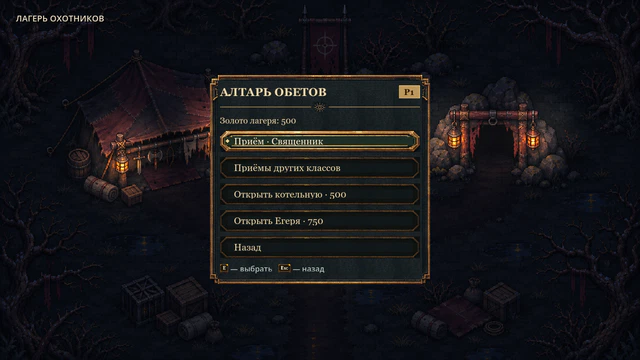 ЛАГЕРЬ ОХОТНИКОВ
АЛТАРЬ ОБЕТОВ P1
Золото лагеря: 500
Приём · Священник
Приёмы других классов
Открыть котельную · 500
Открыть Егеря · 750
Назад
E — выбрать Esc — назад